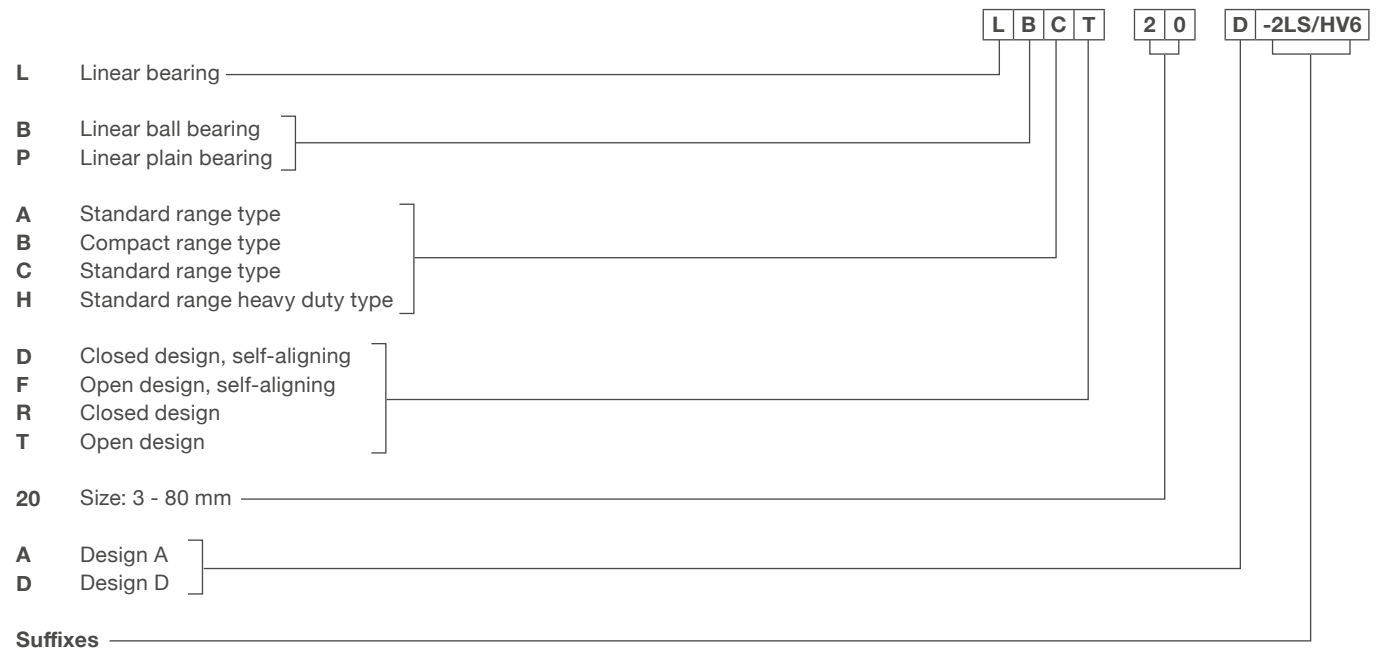 L B C T 2 0 D -2LS/HV6
L Linear bearing
B Linear ball bearing
P Linear plain bearing
A Standard range type
B Compact range type
C Standard range type
H Standard range heavy duty type
D Closed design, self-aligning
F Open design, self-aligning
R Closed design
T Open design
20 Size: 3 - 80 mm
A Design A
D Design D
Suffixes